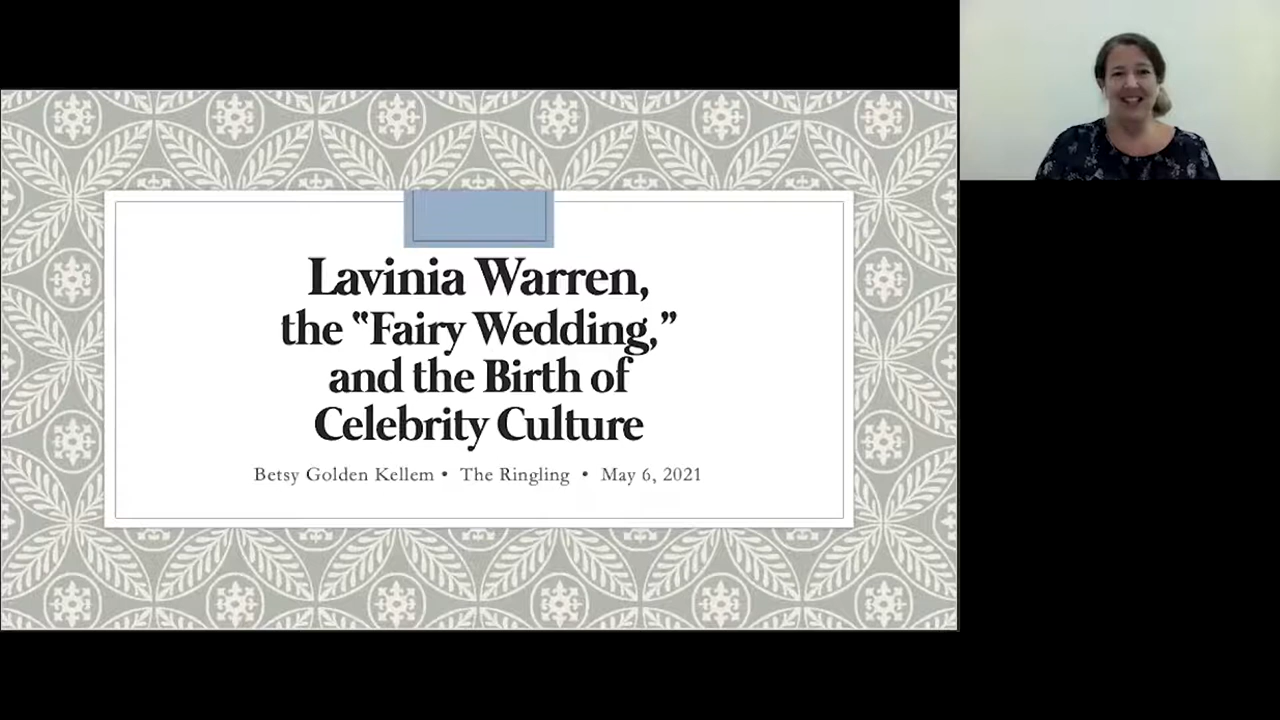 Lavinia Warren,
the “Fairy Wedding,”
and the Birth of
Celebrity Culture
Betsy Golden Kellem • The Ringling • May 6, 2021